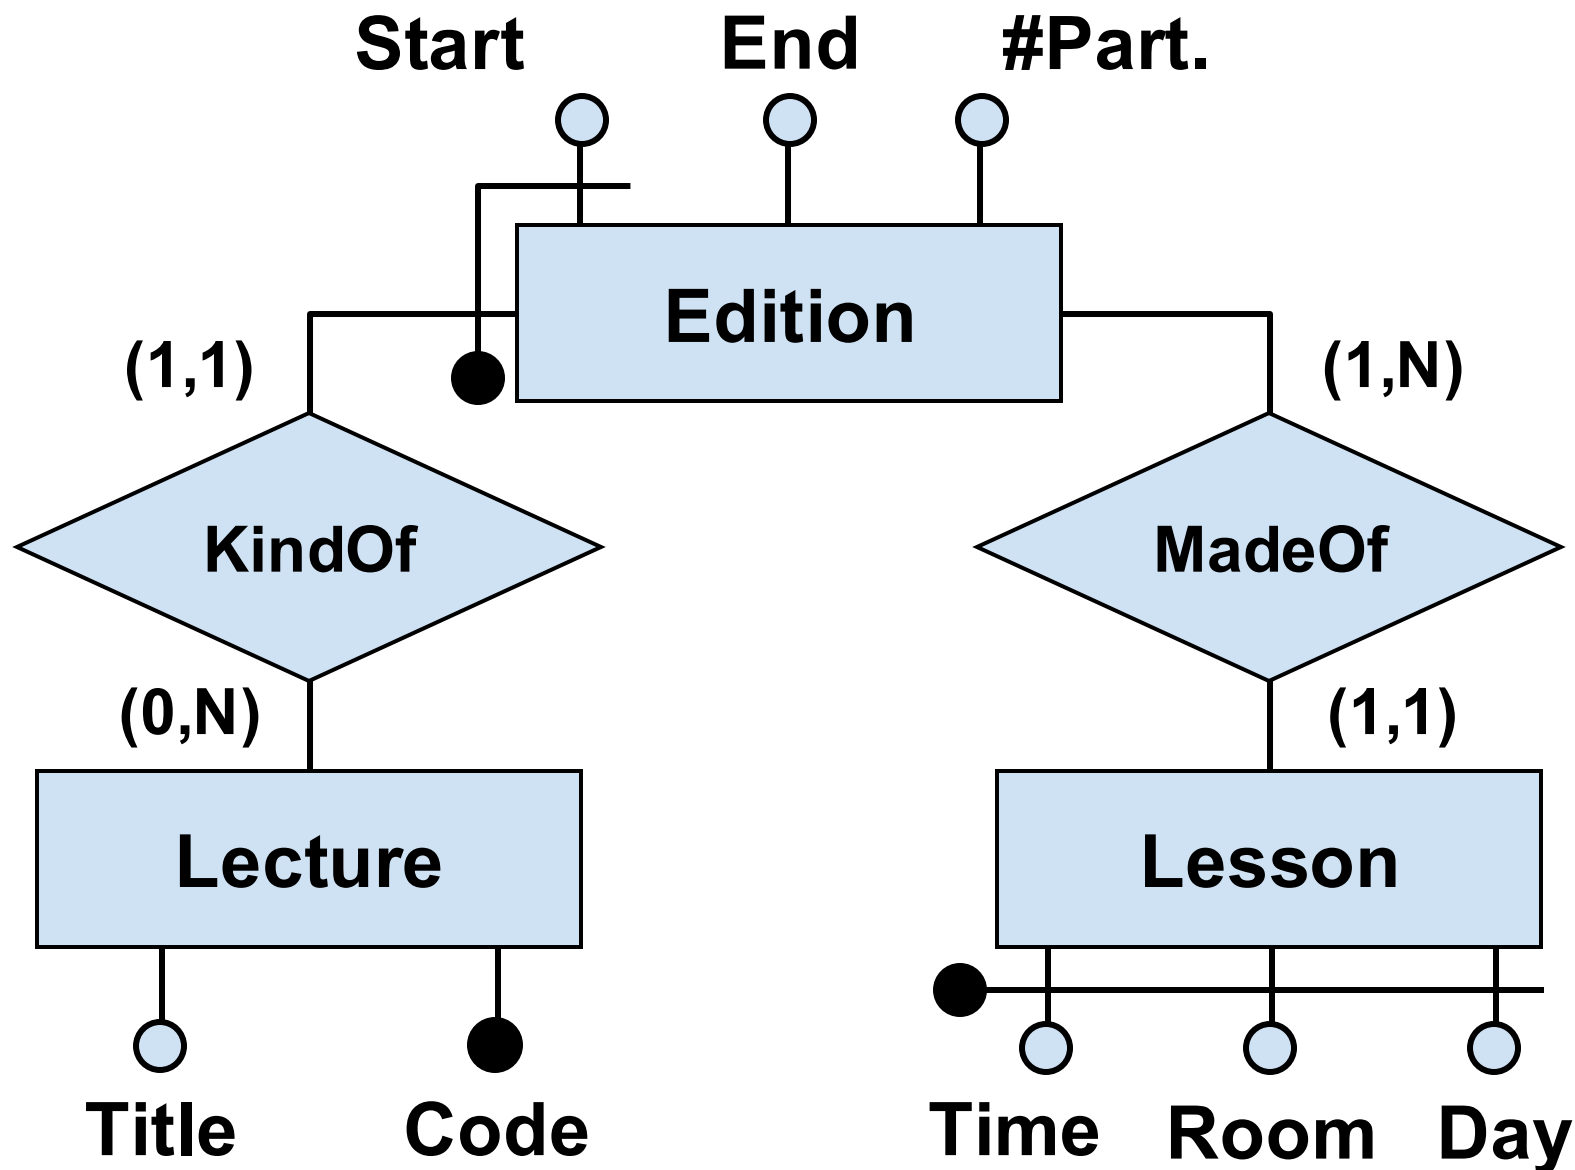 Start End #Part.
Edition
(1,1) (1,N)
KindOf MadeOf
(0,N) (1,1)
Lecture Lesson
Title Code Time Room Day